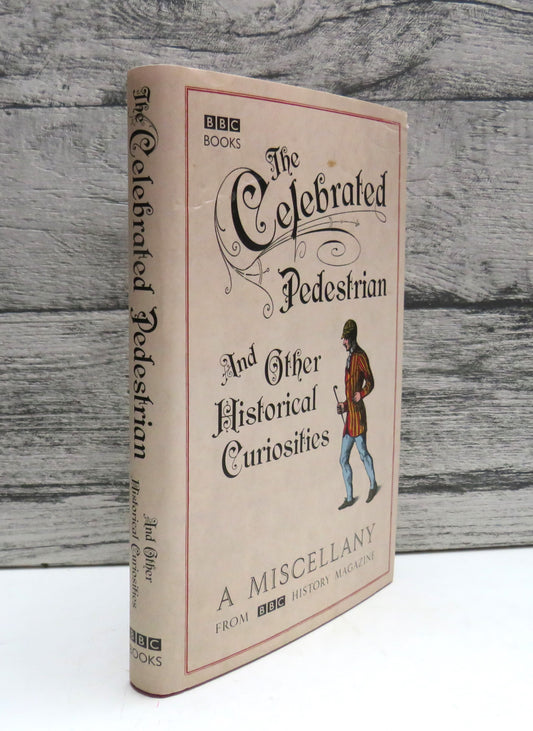 The Celebrated Pedestrian
And Other
Historical Curiosities
BBC
BOOKS
BBC
BOOKS
The
Celebrated
Pedestrian
And Other
Historical
Curiosities
A MISCELLANY
FROM BBC HISTORY MAGAZINE